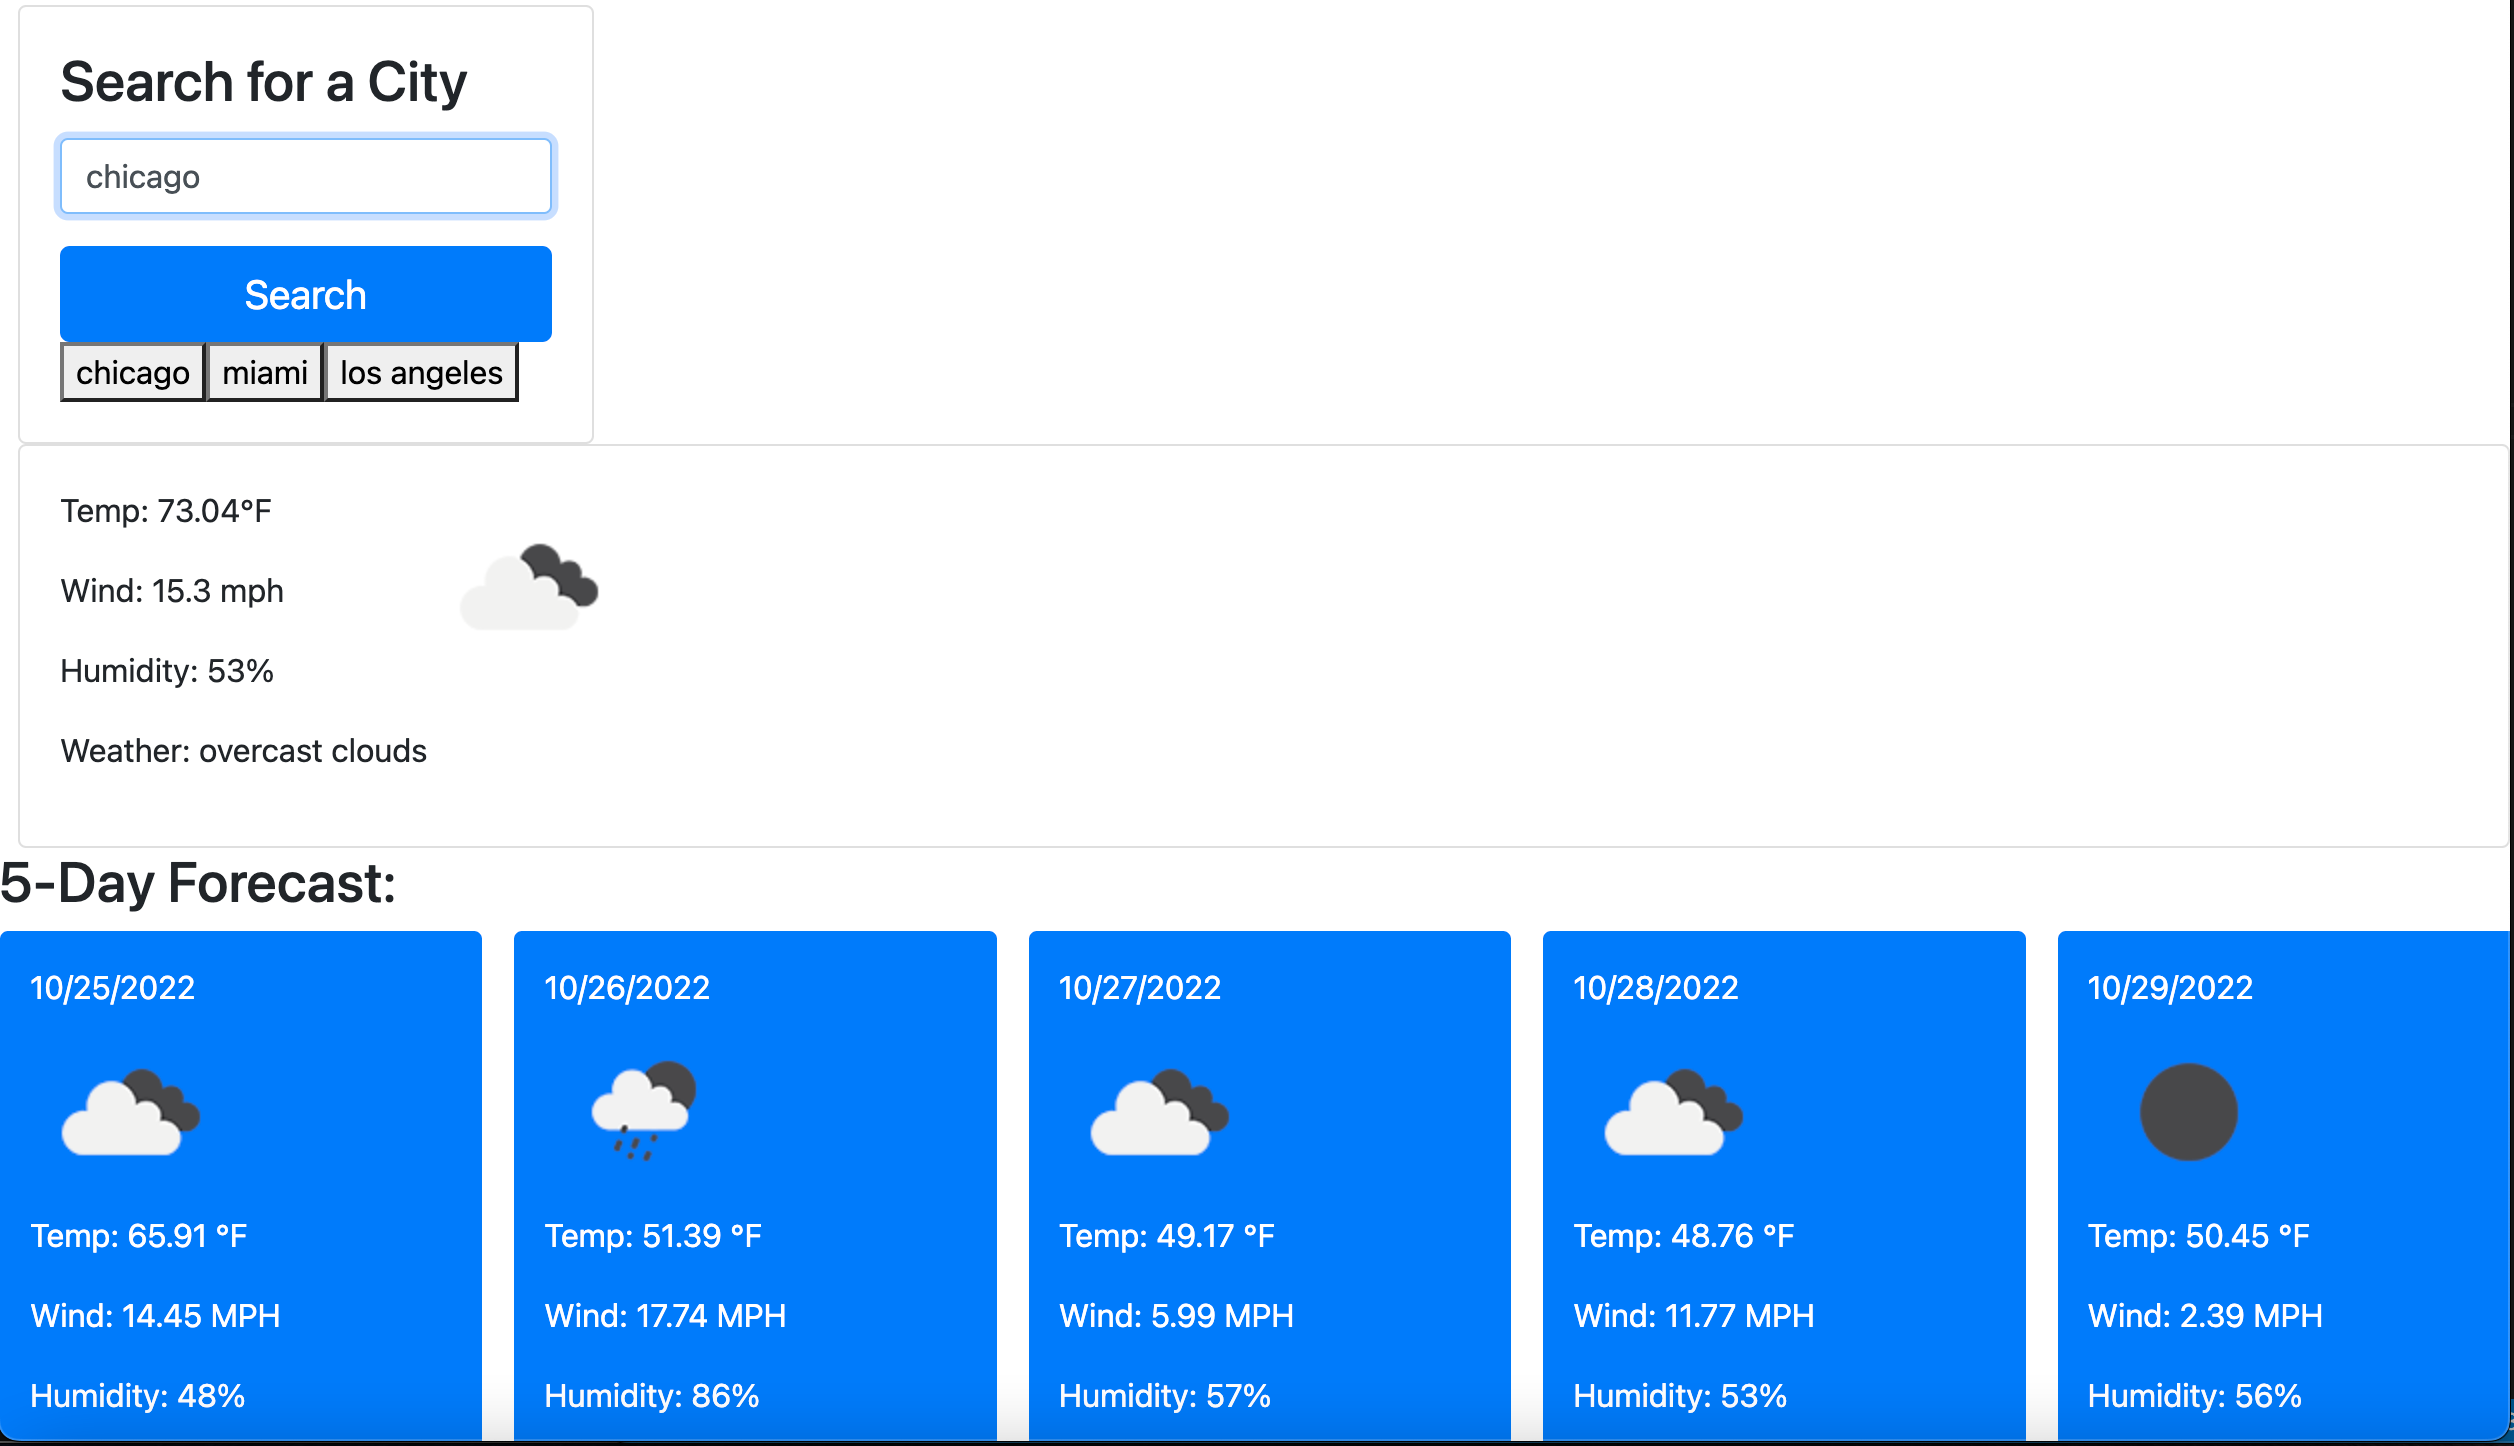 Search for a City
chicago
Search
chicago miami los angeles
Temp: 73.04°F
Wind: 15.3 mph
Humidity: 53%
Weather: overcast clouds
5-Day Forecast:
10/25/2022
Temp: 65.91 °F
Wind: 14.45 MPH
Humidity: 48%
10/26/2022
Temp: 51.39 °F
Wind: 17.74 MPH
Humidity: 86%
10/27/2022
Temp: 49.17 °F
Wind: 5.99 MPH
Humidity: 57%
10/28/2022
Temp: 48.76 °F
Wind: 11.77 MPH
Humidity: 53%
10/29/2022
Temp: 50.45 °F
Wind: 2.39 MPH
Humidity: 56%